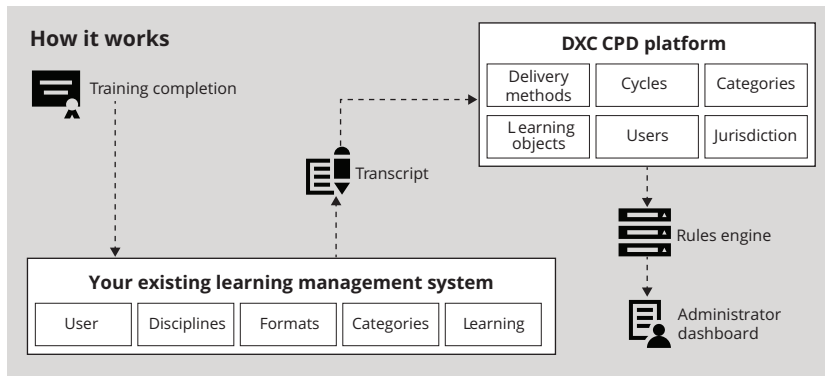 How it works
Training completion
Transcript
DXC CPD platform
Delivery
methods
Cycles
Categories
Learning
objects
Users
Jurisdiction
Rules engine
Administrator
dashboard
Your existing learning management system
User
Disciplines
Formats
Categories
Learning